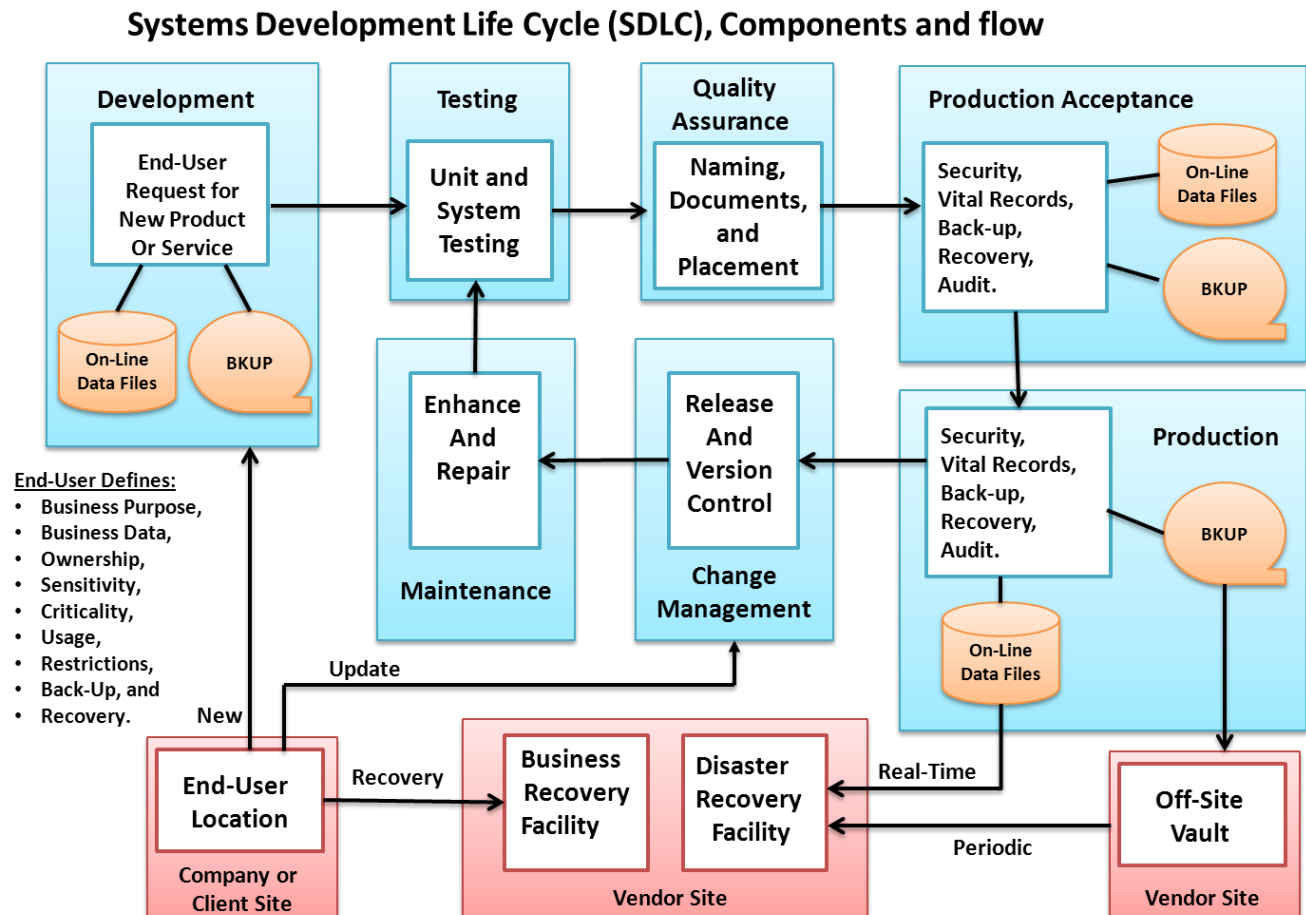 Systems Development Life Cycle (SDLC), Components and flow
Development
End-User
Request for
New Product
Or Service
On-Line
Data Files
BKUP
Testing
Unit and
System
Testing
Quality
Assurance
Naming,
Documents,
and
Placement
Production Acceptance
Security,
Vital Records,
Back-up,
Recovery,
Audit.
On-Line
Data Files
BKUP
Enhance
And
Repair
Maintenance
Release
And
Version
Control
Change
Management
Production
Security,
Vital Records,
Back-up,
Recovery,
Audit.
BKUP
On-Line
Data Files
End-User Defines:
• Business Purpose,
• Business Data,
• Ownership,
• Sensitivity,
• Criticality,
• Usage,
• Restrictions,
• Back-Up, and
• Recovery.
New
Update
End-User
Location
Company or
Client Site
Recovery
Business
Recovery
Facility
Disaster
Recovery
Facility
Vendor Site
Real-Time
Periodic
Off-Site
Vault
Vendor Site